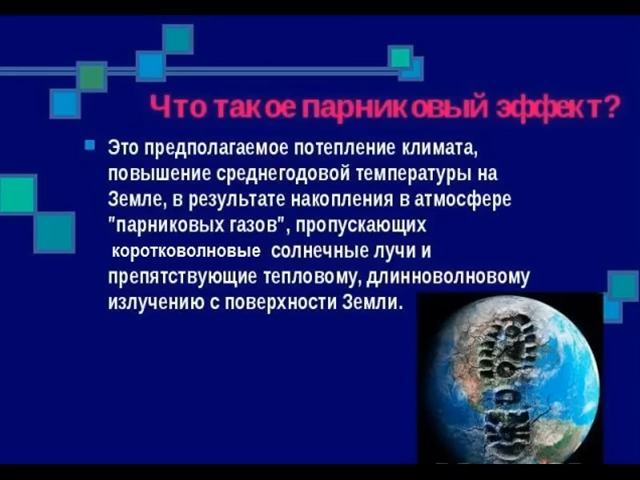 Что такое парниковый эффект?
Это предполагаемое потепление климата,
повышение среднегодовой температуры на
Земле, в результате накопления в атмосфере
"парниковых газов", пропускающих
коротковолновые солнечные лучи и
препятствующие тепловому, длинноволновому
излучению с поверхности Земли.